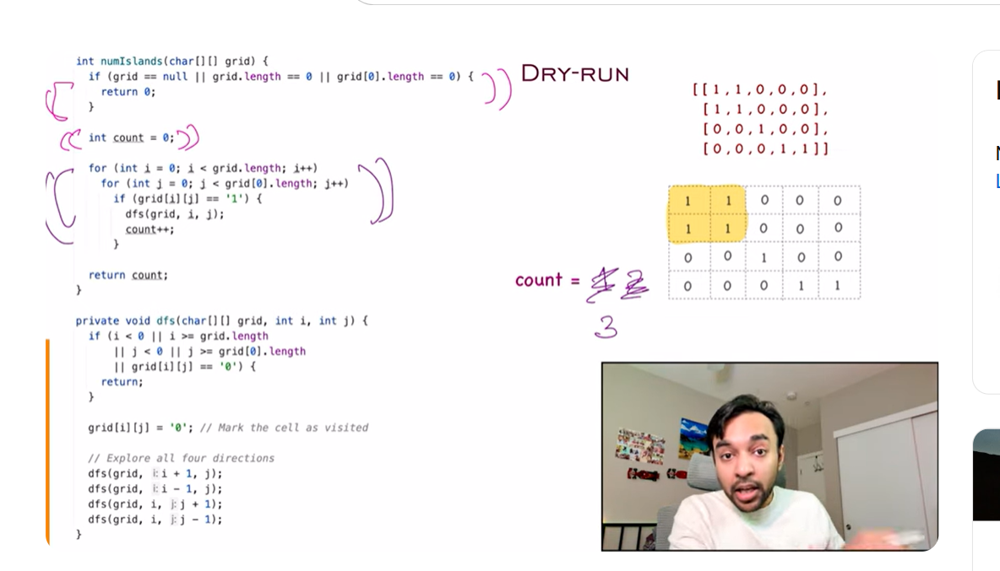 int numIslands(char[][] grid) {
if (grid == null || grid.length == 0 || grid[0].length == 0) {
return 0;
}
int count = 0;
for (int i = 0; i < grid.length; i++)
for (int j = 0; j < grid[0].length; j++)
if (grid[i][j] == '1') {
dfs(grid, i, j);
count++;
}
return count;
}
private void dfs(char[][] grid, int i, int j) {
if (i < 0 || i >= grid.length
|| j < 0 || j >= grid[0].length
|| grid[i][j] == '0') {
return;
}
grid[i][j] = '0'; // Mark the cell as visited
// Explore all four directions
dfs(grid, i: i + 1, j);
dfs(grid, i: i - 1, j);
dfs(grid, i, j: j + 1);
dfs(grid, i, j: j - 1);
}
DRY-RUN
[[1,1,0,0,0],
[1,1,0,0,0],
[0,0,1,0,0],
[0,0,0,1,1]]
1 1 0 0 0
1 1 0 0 0
0 0 1 0 0
0 0 0 1 1
count = 1 2
3